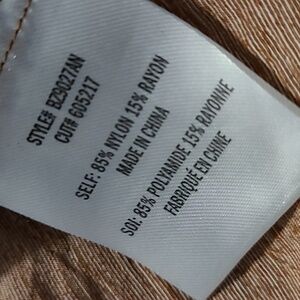 STYLE# BZ9027AN
CUT# 605217
SELF: 85% NYLON 15% RAYON
MADE IN CHINA
SOI: 85% POLYAMIDE 15% RAYONNE
FABRIQUÉ EN CHINE